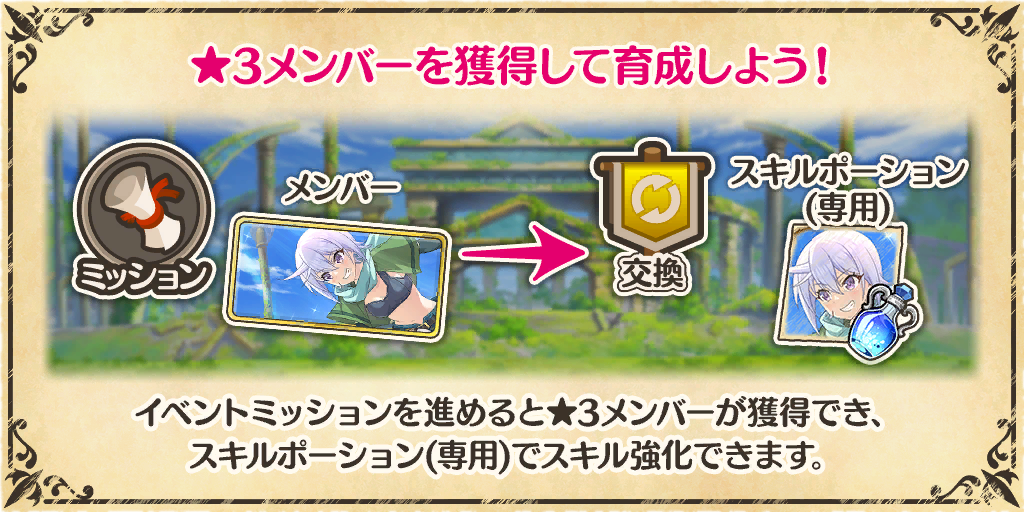 ★3メンバーを獲得して育成しよう!
メンバー
スキルポーション
(専用)
ミッション
交換
イベントミッションを進めると★3メンバーが獲得でき、
スキルポーション(専用)でスキル強化できます。